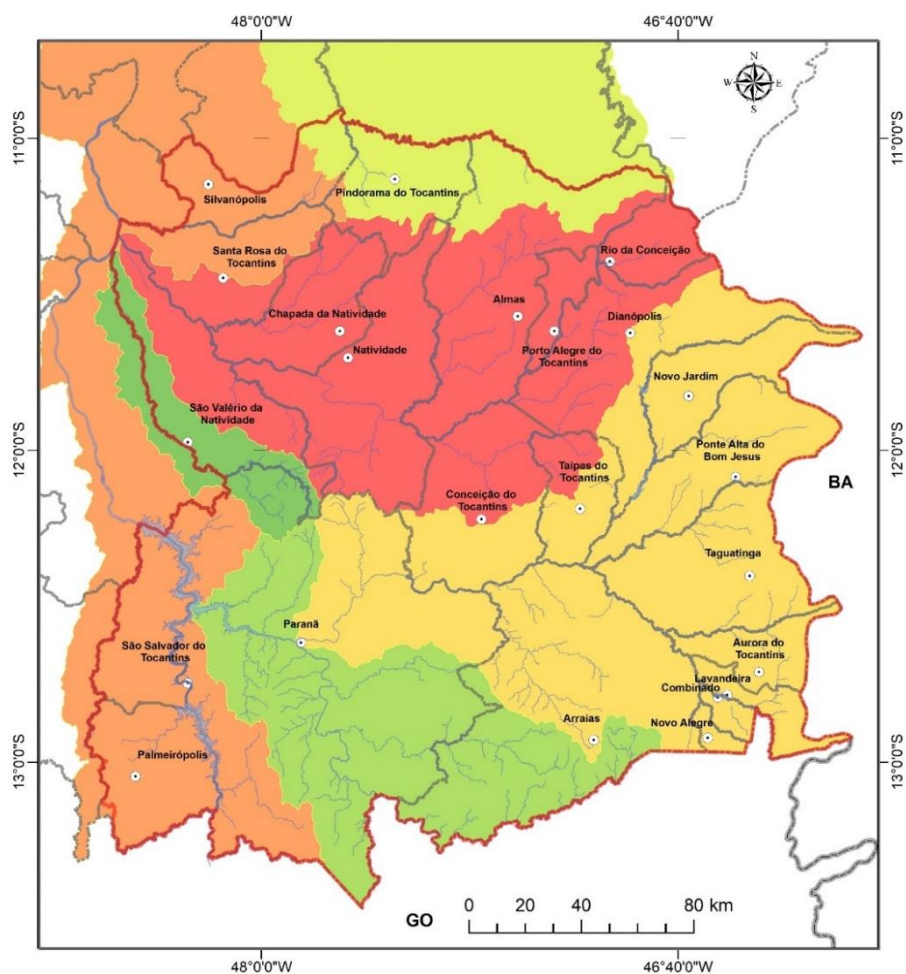 48°0'0"W
46°40'0"W
N
W
E
S
11°0'0"S
11°0'0"S
Silvanópolis
Pindorama do Tocantins
Santa Rosa do
Tocantins
Rio da Conceição
Chapada da Natividade
Almas
Dianópolis
Natividade
Porto Alegre do
Tocantins
Novo Jardim
São Valério da
Natividade
Ponte Alta do
Bom Jesus
12°0'0"S
12°0'0"S
Taipas do
Tocantins
BA
Conceição do
Tocantins
Taguatinga
Paranã
São Salvador do
Tocantins
Aurora do
Tocantins
Lavandeira
Combinado
Arraias
Novo Alegre
Palmeirópolis
13°0'0"S
13°0'0"S
0
20
40
80 km
GO
48°0'0"W
46°40'0"W